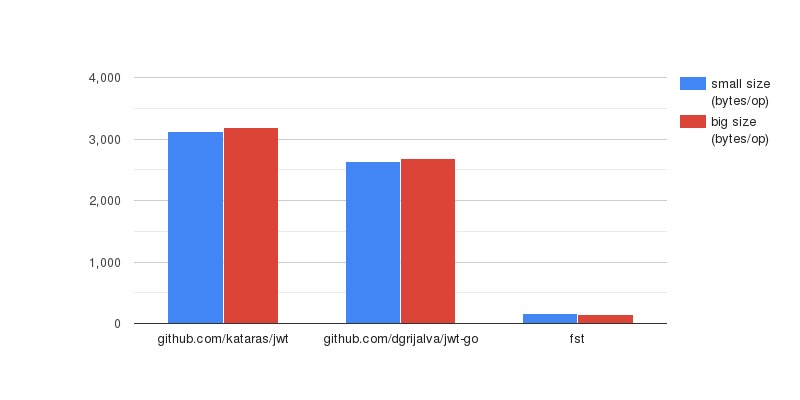 4,000
3,000
2,000
1,000
0
github.com/kataras/jwt
github.com/dgrijalva/jwt-go
fst
small size
(bytes/op)
big size
(bytes/op)